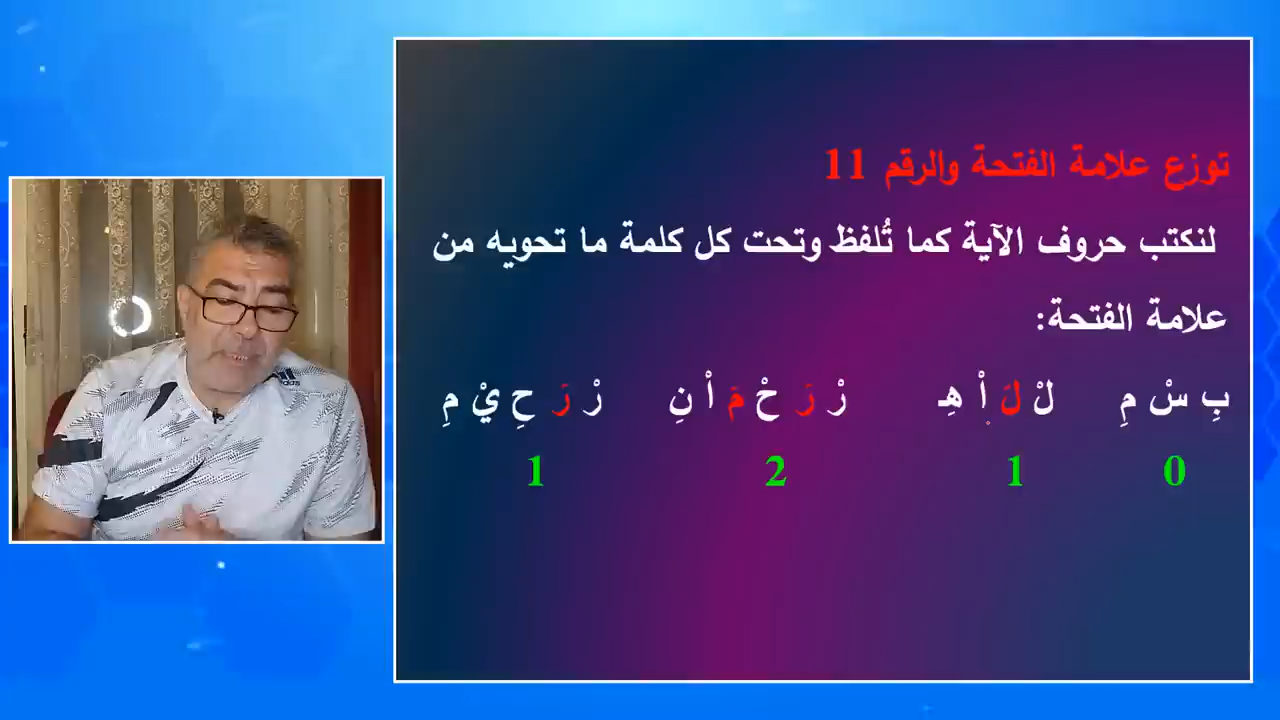 توزع علامة الفتحة والرقم 11
لنكتب حروف الآية كما تُلفظ وتحت كل كلمة ما تحويه من
علامة الفتحة:
بِ سْ مِ لْ لَ اْ هِـ رْ رَ حْ مَ اْ نِ رْ رَ حِ يْ مِ
0 1 2 1
adidas